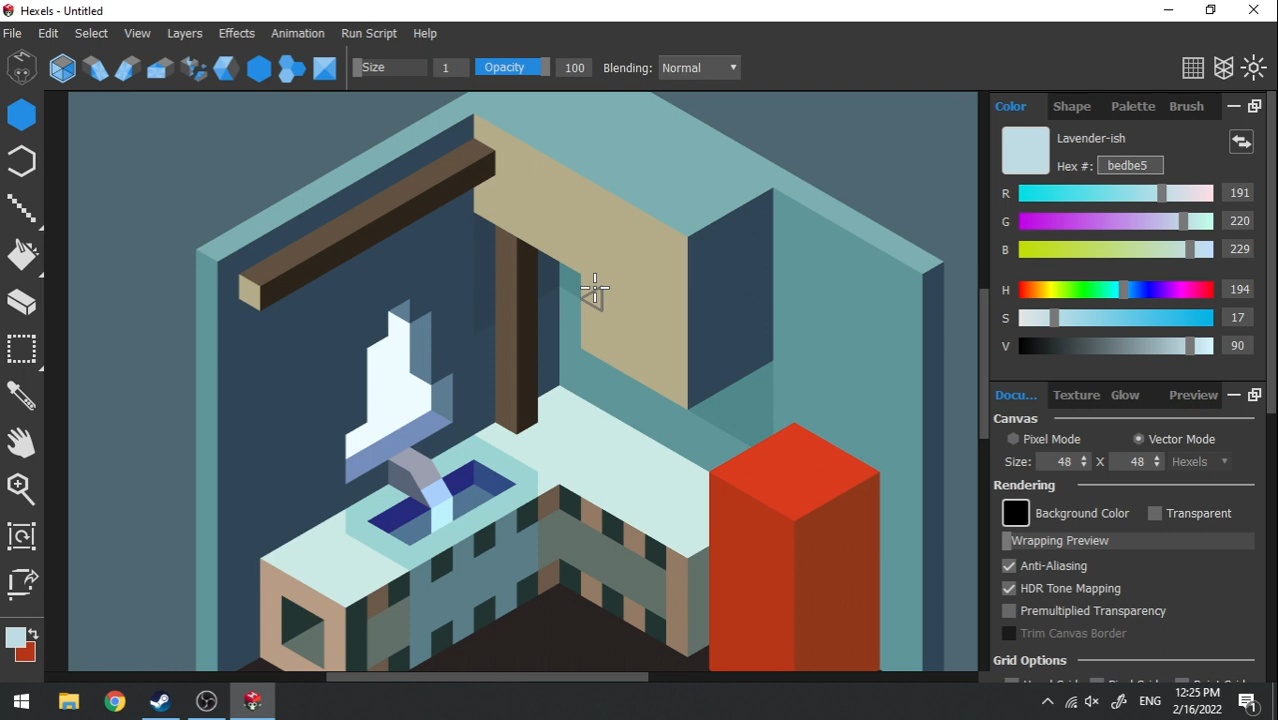 Hexels - Untitled
File Edit Select View Layers Effects Animation Run Script Help
Size 1 Opacity 100 Blending: Normal
Color Shape Palette Brush
Lavender-ish
Hex #: bedbe5
R 191
G 220
B 229
H 194
S 17
V 90
Docu... Texture Glow Preview
Canvas
Pixel Mode Vector Mode
Size: 48 X 48 Hexels
Rendering
Background Color Transparent
Wrapping Preview
Anti-Aliasing
HDR Tone Mapping
Premultiplied Transparency
Trim Canvas Border
Grid Options
ENG 12:25 PM
2/16/2022
1